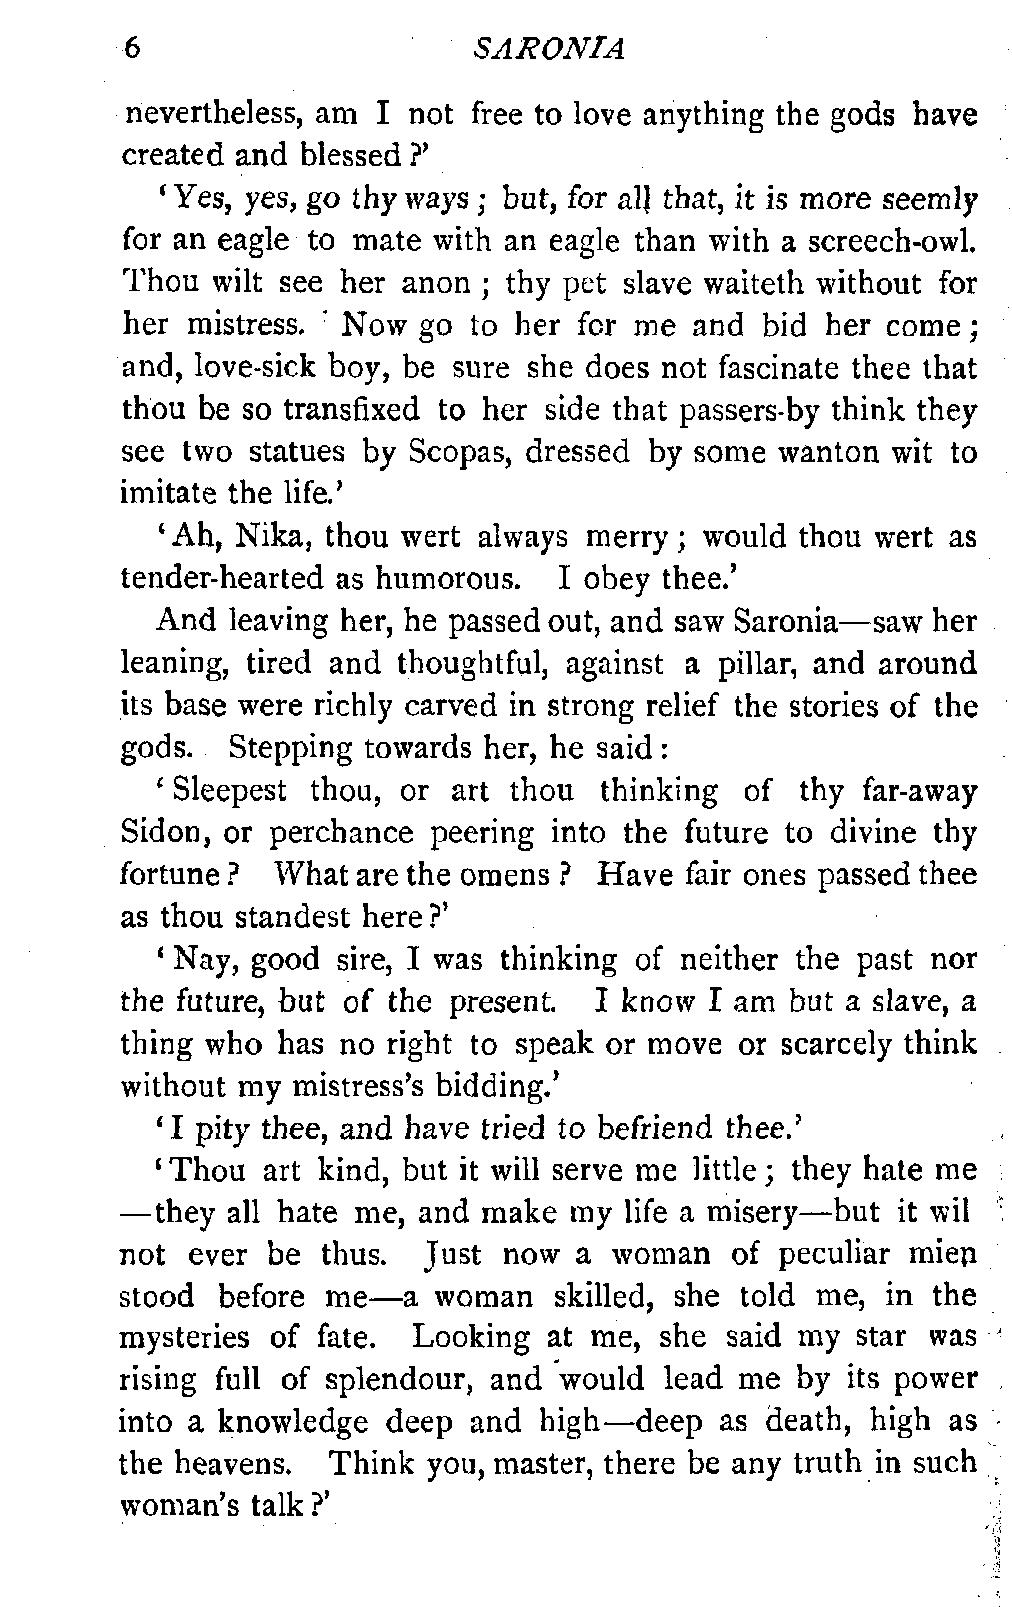 6 SARONIA
nevertheless, am I not free to love anything the gods have
created and blessed ?'
' Yes, yes, go thy ways ; but, for all that, it is more seemly
for an eagle to mate with an eagle than with a screech-owl.
Thou wilt see her anon ; thy pet slave waiteth without for
her mistress. Now go to her for me and bid her come ;
and, love-sick boy, be sure she does not fascinate thee that
thou be so transfixed to her side that passers-by think they
see two statues by Scopas, dressed by some wanton wit to
imitate the life.'
' Ah, Nika, thou wert always merry ; would thou wert as
tender-hearted as humorous. I obey thee.'
And leaving her, he passed out, and saw Saronia—saw her
leaning, tired and thoughtful, against a pillar, and around
its base were richly carved in strong relief the stories of the
gods. Stepping towards her, he said :
' Sleepest thou, or art thou thinking of thy far-away
Sidon, or perchance peering into the future to divine thy
fortune ? What are the omens ? Have fair ones passed thee
as thou standest here ?'
' Nay, good sire, I was thinking of neither the past nor
the future, but of the present. I know I am but a slave, a
thing who has no right to speak or move or scarcely think
without my mistress's bidding.'
' I pity thee, and have tried to befriend thee.'
' Thou art kind, but it will serve me little ; they hate me
—they all hate me, and make my life a misery—but it wil
not ever be thus. Just now a woman of peculiar mien
stood before me—a woman skilled, she told me, in the
mysteries of fate. Looking at me, she said my star was
rising full of splendour, and would lead me by its power
into a knowledge deep and high—deep as death, high as
the heavens. Think you, master, there be any truth in such
woman's talk ?'